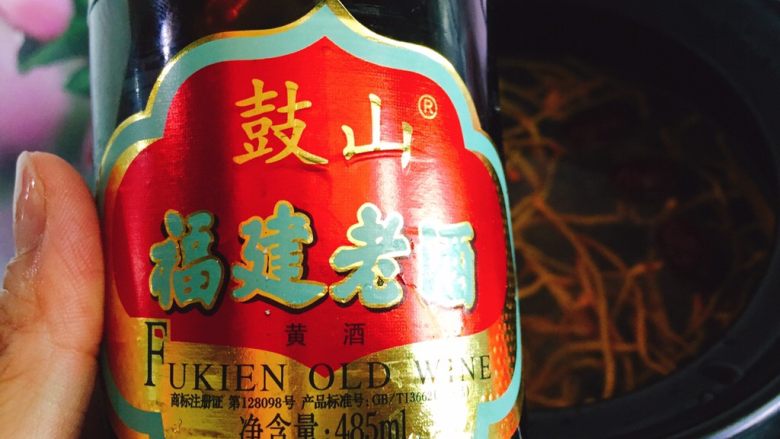 鼓山®
福建老酒
黄酒
FUKIEN OLD WINE
商标注册证 第128098号 产品标准号:GB/T13662
净含量:485ml